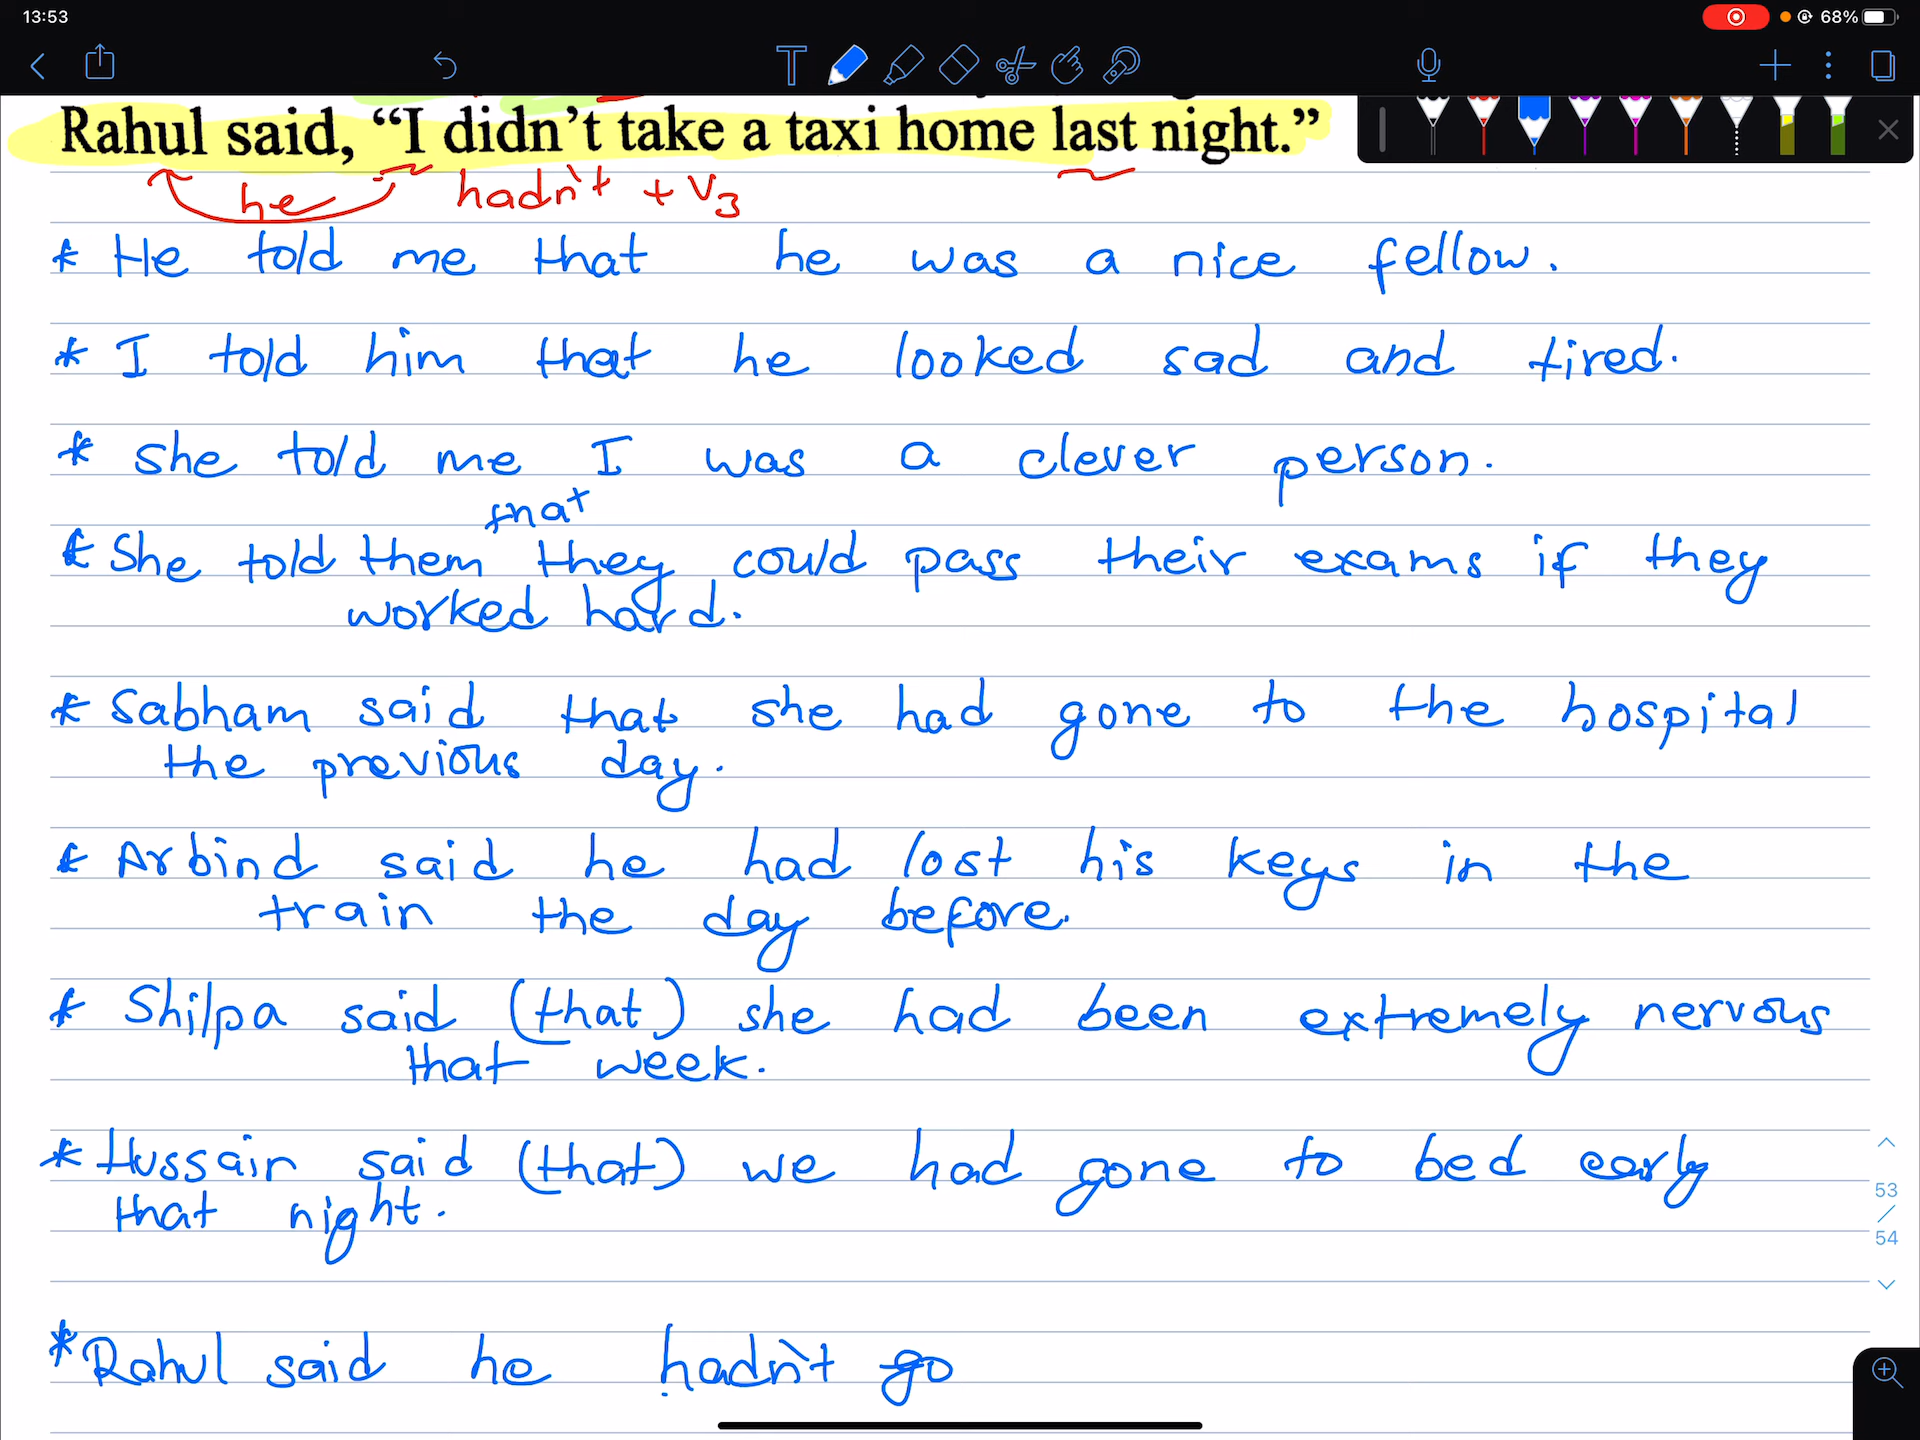 13:53
68%
Rahul said, “I didn’t take a taxi home last night.”
he hadn't + V3
* He told me that he was a nice fellow.
* I told him that he looked sad and tired.
* She told me I was a clever person.
that
* She told them they could pass their exams if they
worked hard.
* Sabham said that she had gone to the hospital
the previous day.
* Arbind said he had lost his keys in the
train the day before.
* Shilpa said (that) she had been extremely nervous
that week.
* Hussain said (that) we had gone to bed early
that night.
53
/
54
* Rahul said he hadn't go